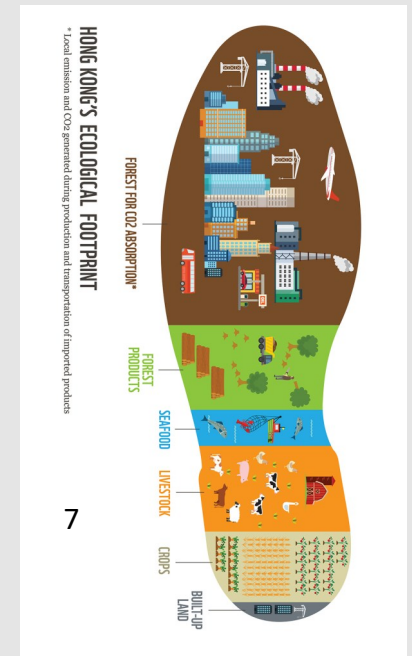 HONG KONG'S ECOLOGICAL FOOTPRINT
* Local emission and CO2 generated during production and transportation of imported products
FOREST FOR CO2 ABSORPTION*
FOREST
PRODUCTS
SEAFOOD
LIVESTOCK
CROPS
BUILT-UP
LAND
7